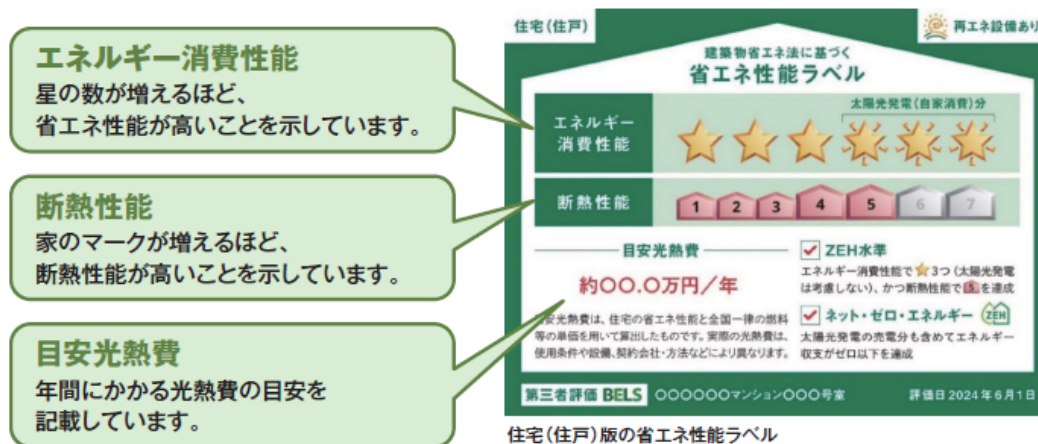 エネルギー消費性能
星の数が増えるほど、
省エネ性能が高いことを示しています。
断熱性能
家のマークが増えるほど、
断熱性能が高いことを示しています。
目安光熱費
年間にかかる光熱費の目安を
記載しています。
住宅(住戸)
再エネ設備あり
建築物省エネ法に基づく
省エネ性能ラベル
太陽光発電(自家消費)分
エネルギー
消費性能
断熱性能
1 2 3 4 5 6 7
目安光熱費
約〇〇.〇万円/年
目安光熱費は、住宅の省エネ性能と全国一律の燃料
等の単価を用いて算出したものです。実際の光熱費は、
使用条件や設備、契約会社・方法などにより異なります。
ZEH水準
エネルギー消費性能で★3つ(太陽光発電
は考慮しない)、かつ断熱性能で5を達成
ネット・ゼロ・エネルギー ZEH
太陽光発電の売電分も含めてエネルギー
収支がゼロ以下を達成
第三者評価 BELS 〇〇〇〇〇〇マンション〇〇〇号室
評価日 2024年6月1日
住宅(住戸)版の省エネ性能ラベル